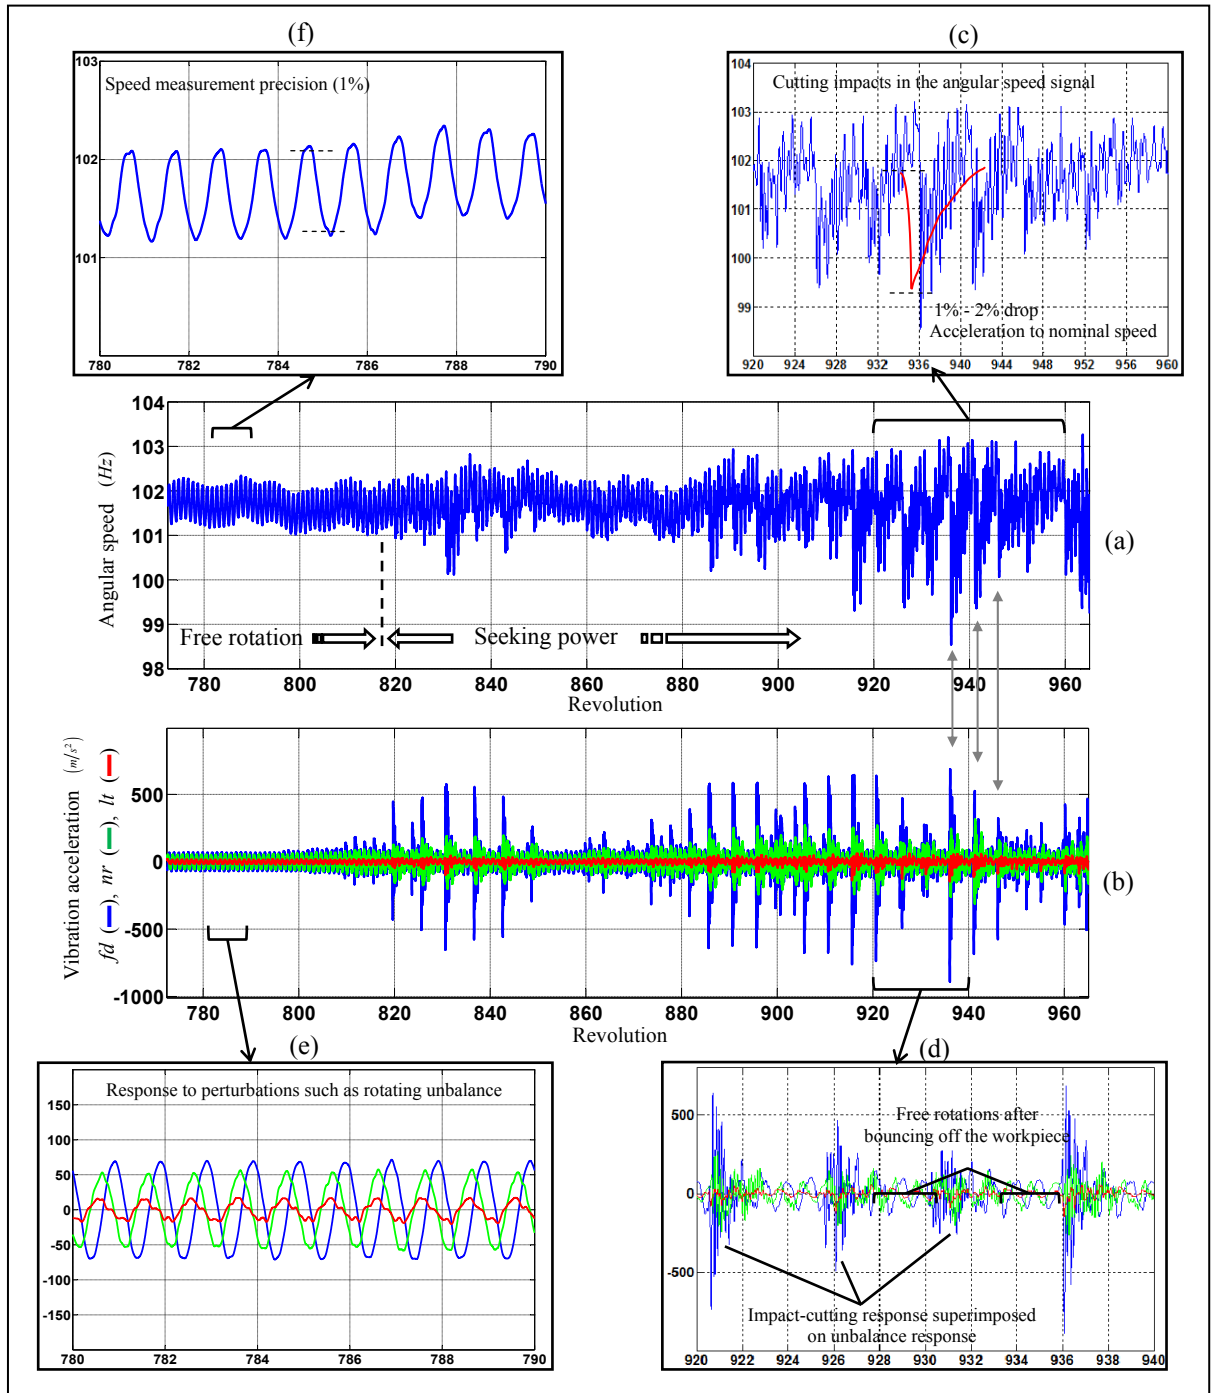 (f)
(c)
103
102
101
Speed measurement precision (1%)
780 782 784 786 788 790
104
103
102
101
100
99
Cutting impacts in the angular speed signal
1% - 2% drop
Acceleration to nominal speed
920 924 928 932 936 940 944 948 952 956 960
104
103
102
101
100
99
98
Angular speed (Hz)
Free rotation
Seeking power
(a)
780 800 820 840 860 880 900 920 940 960
Revolution
Vibration acceleration (m/s²)
fd (–), nr (–), lt (–)
500
0
-500
-1000
(b)
780 800 820 840 860 880 900 920 940 960
Revolution
(e)
(d)
150
100
50
0
-50
-100
-150
Response to perturbations such as rotating unbalance
780 782 784 786 788 790
500
0
-500
Free rotations after
bouncing off the workpiece
Impact-cutting response superimposed
on unbalance response
920 922 924 926 928 930 932 934 936 938 940